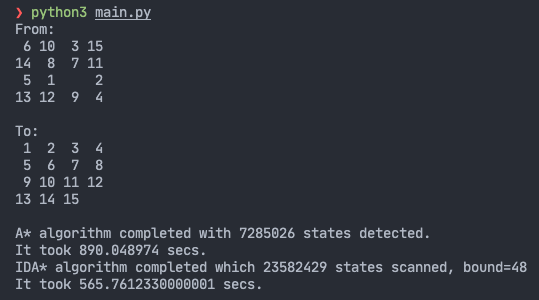 ❯ python3 main.py
From:
 6 10  3 15
14  8  7 11
 5  1     2
13 12  9  4

To:
 1  2  3  4
 5  6  7  8
 9 10 11 12
13 14 15

A* algorithm completed with 7285026 states detected.
It took 890.048974 secs.
IDA* algorithm completed which 23582429 states scanned, bound=48
It took 565.7612330000001 secs.